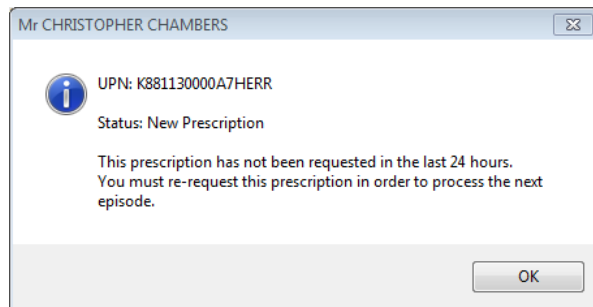 Mr CHRISTOPHER CHAMBERS
UPN: K881130000A7HERR
Status: New Prescription
This prescription has not been requested in the last 24 hours.
You must re-request this prescription in order to process the next
episode.
OK